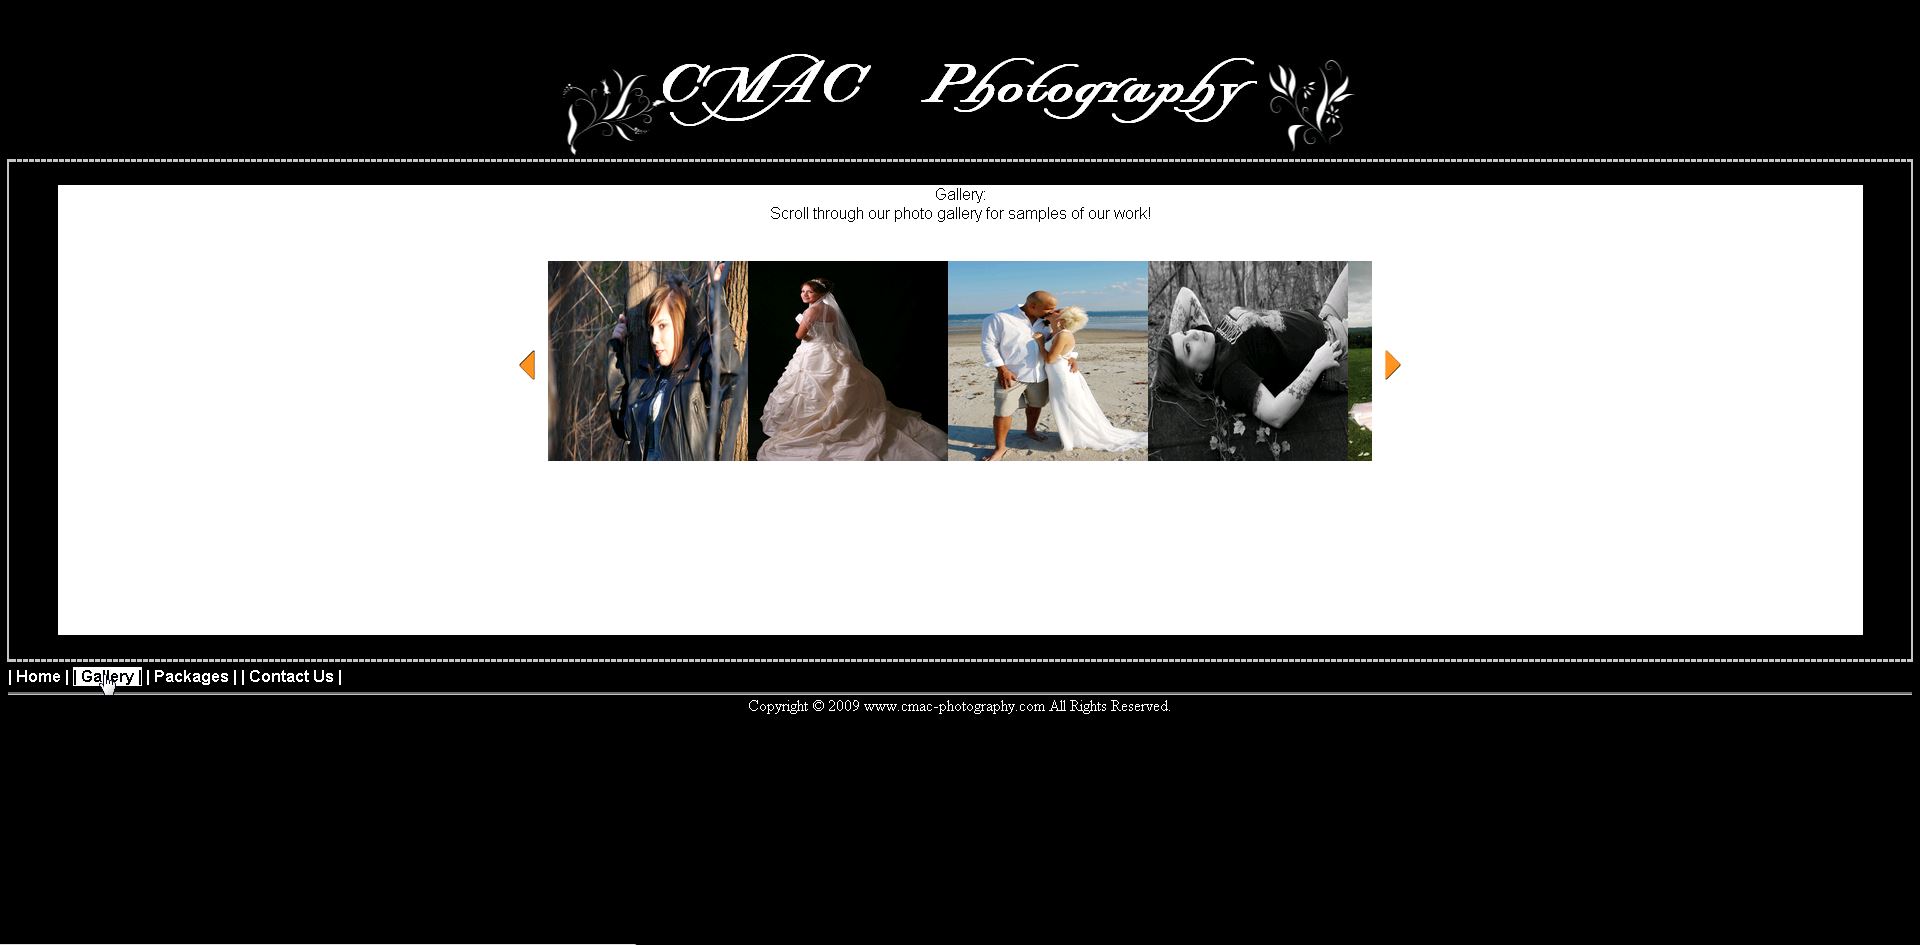 CMAC Photography
Gallery:
Scroll through our photo gallery for samples of our work!
| Home | | Gallery | | Packages | | Contact Us |
Copyright © 2009 www.cmac-photography.com All Rights Reserved.